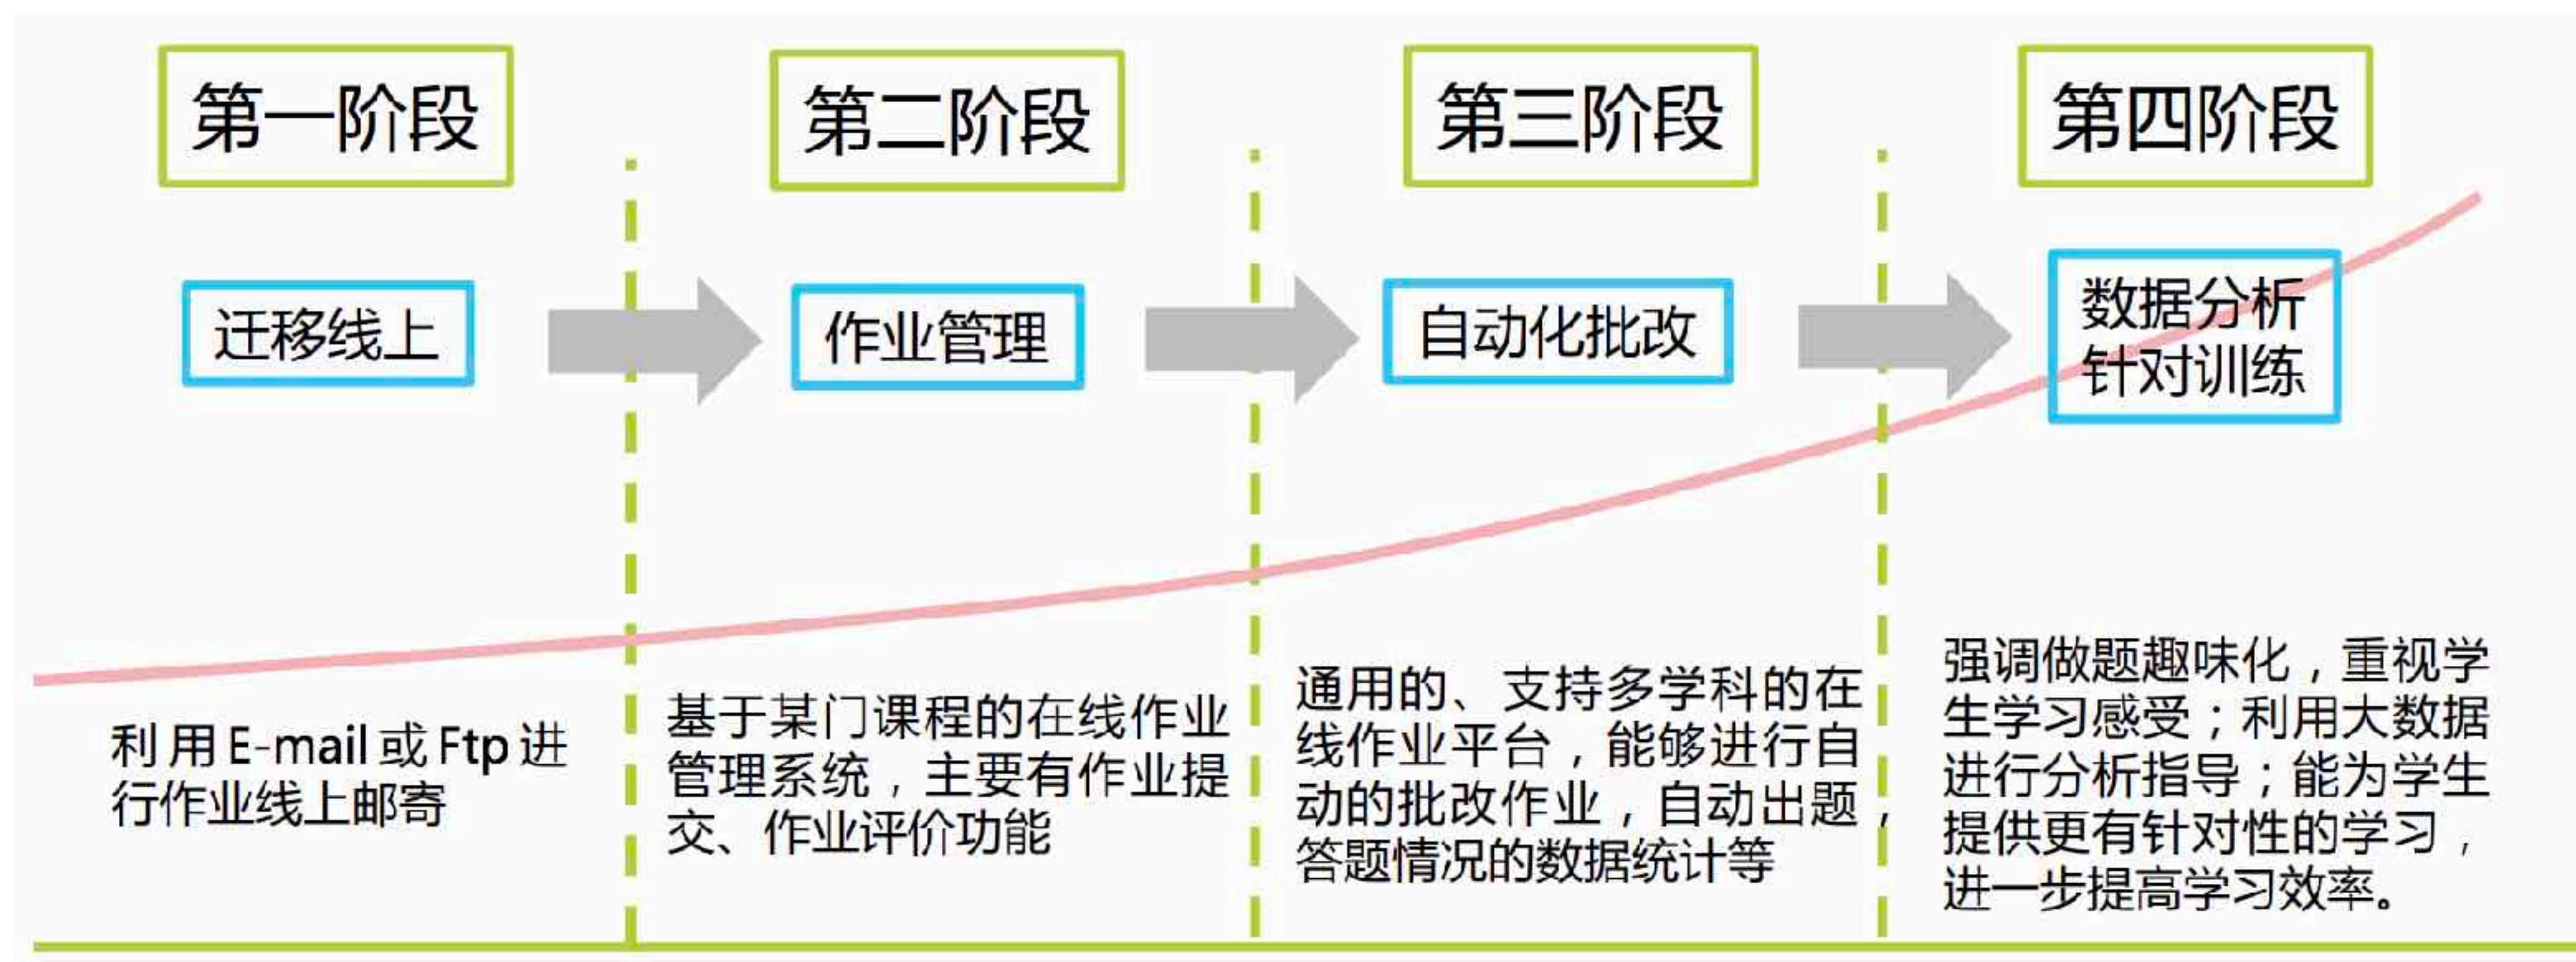 第一阶段
第二阶段
第三阶段
第四阶段
迁移线上
作业管理
自动化批改
数据分析
针对训练
利用E-mail或Ftp进
行作业线上邮寄
基于某门课程的在线作业
管理系统，主要有作业提
交、作业评价功能
通用的、支持多学科的在
线作业平台，能够进行自
动的批改作业，自动出题，
答题情况的数据统计等
强调做题趣味化，重视学
生学习感受；利用大数据
进行分析指导；能为学生
提供更有针对性的学习，
进一步提高学习效率。